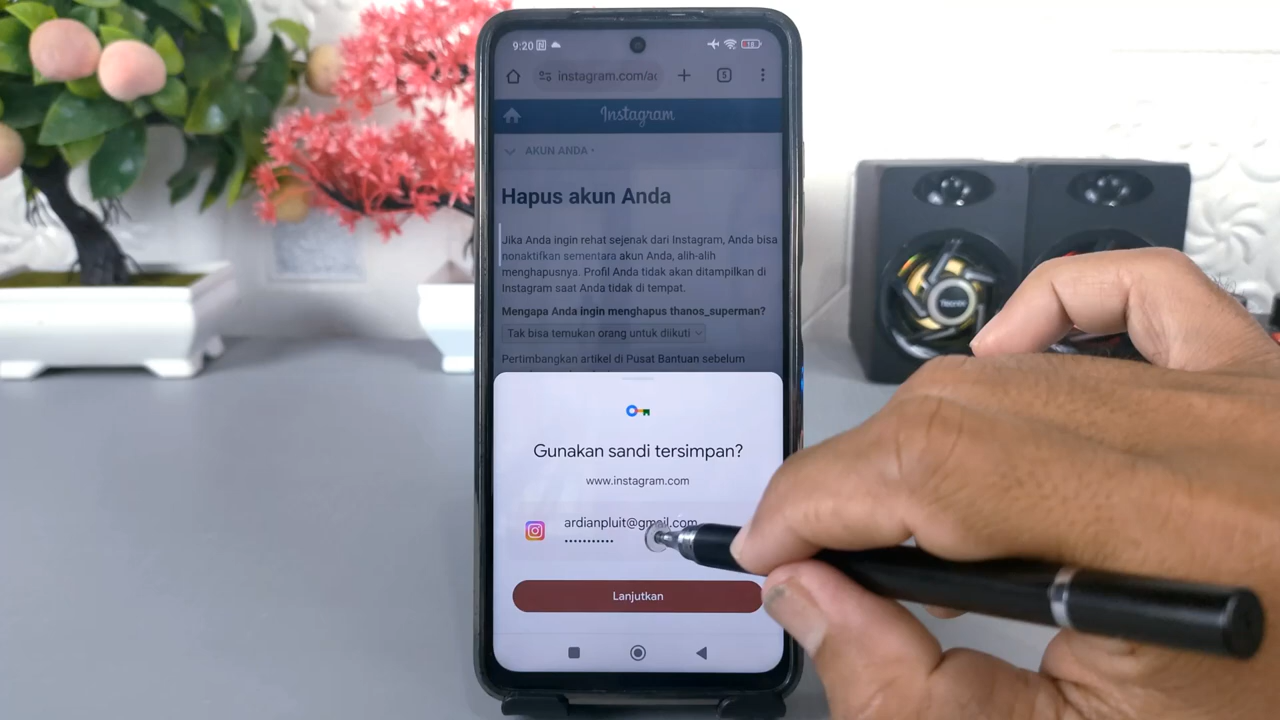 9:20
18
instagram.com/ac
5
Instagram
AKUN ANDA
Hapus akun Anda
Jika Anda ingin rehat sejenak dari Instagram, Anda bisa
nonaktifkan sementara akun Anda, alih-alih
menghapusnya. Profil Anda tidak akan ditampilkan di
Instagram saat Anda tidak di tempat.
Mengapa Anda ingin menghapus thanos_superman?
Tak bisa temukan orang untuk diikuti
Pertimbangkan artikel di Pusat Bantuan sebelum
Gunakan sandi tersimpan?
www.instagram.com
ardianpluit@gmail.com
•••••••••••
Lanjutkan